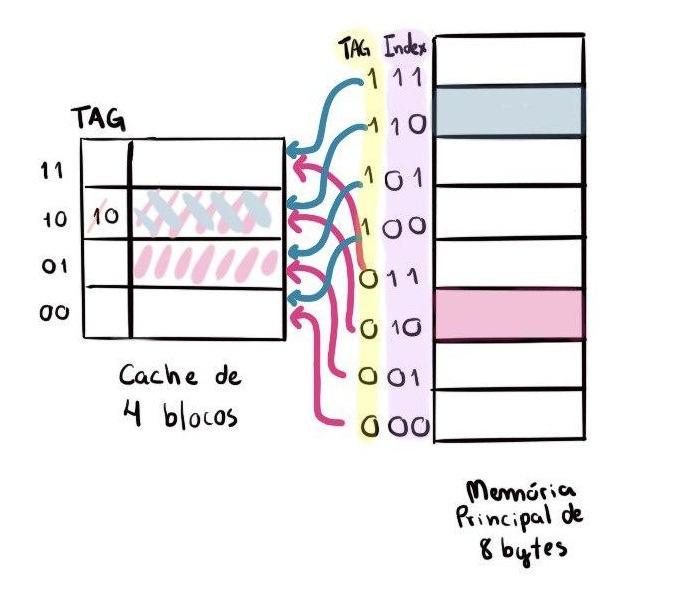 TAG
11
10 10
01
00
Cache de
4 blocos
TAG Index
1 11
1 10
1 01
1 00
0 11
0 10
0 01
0 00
Memória
Principal de
8 bytes